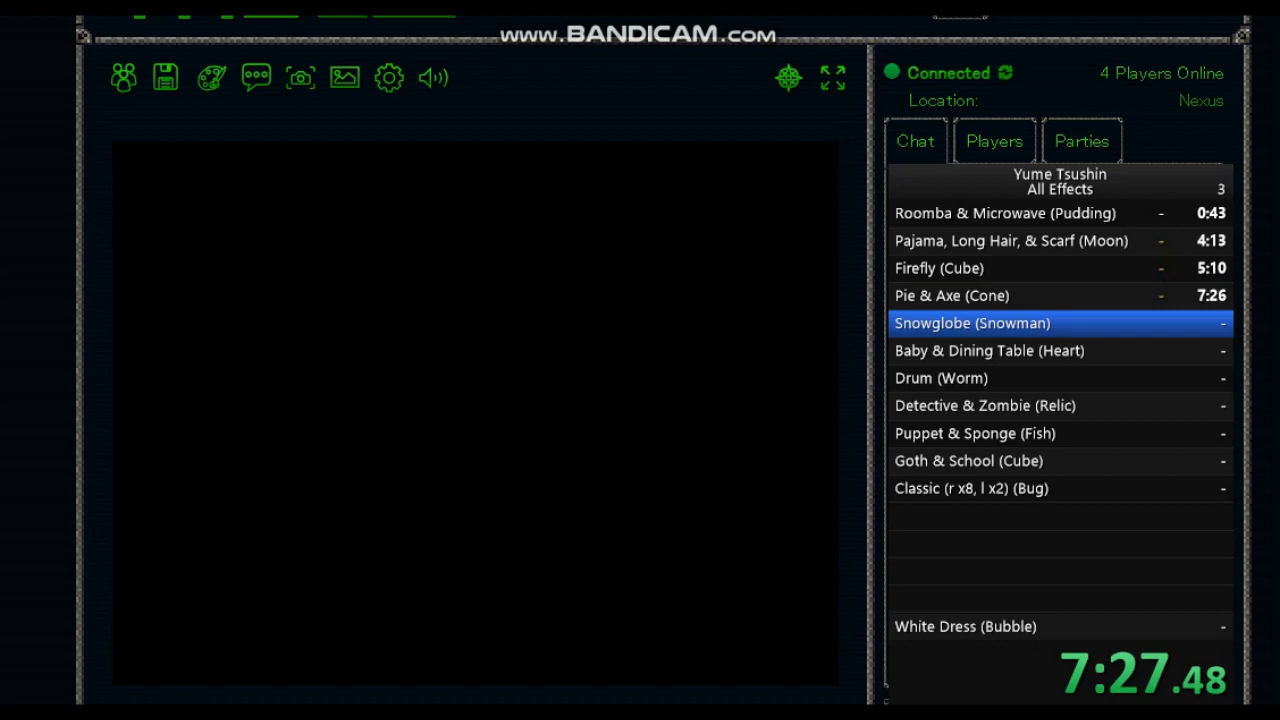 www.BANDICAM.com
Connected
4 Players Online
Location:
Nexus
Chat
Players
Parties
Yume Tsushin
All Effects
3
Roomba & Microwave (Pudding) - 0:43
Pajama, Long Hair, & Scarf (Moon) - 4:13
Firefly (Cube) - 5:10
Pie & Axe (Cone) - 7:26
Snowglobe (Snowman) -
Baby & Dining Table (Heart) -
Drum (Worm) -
Detective & Zombie (Relic) -
Puppet & Sponge (Fish) -
Goth & School (Cube) -
Classic (r x8, l x2) (Bug) -
White Dress (Bubble) -
7:27.48